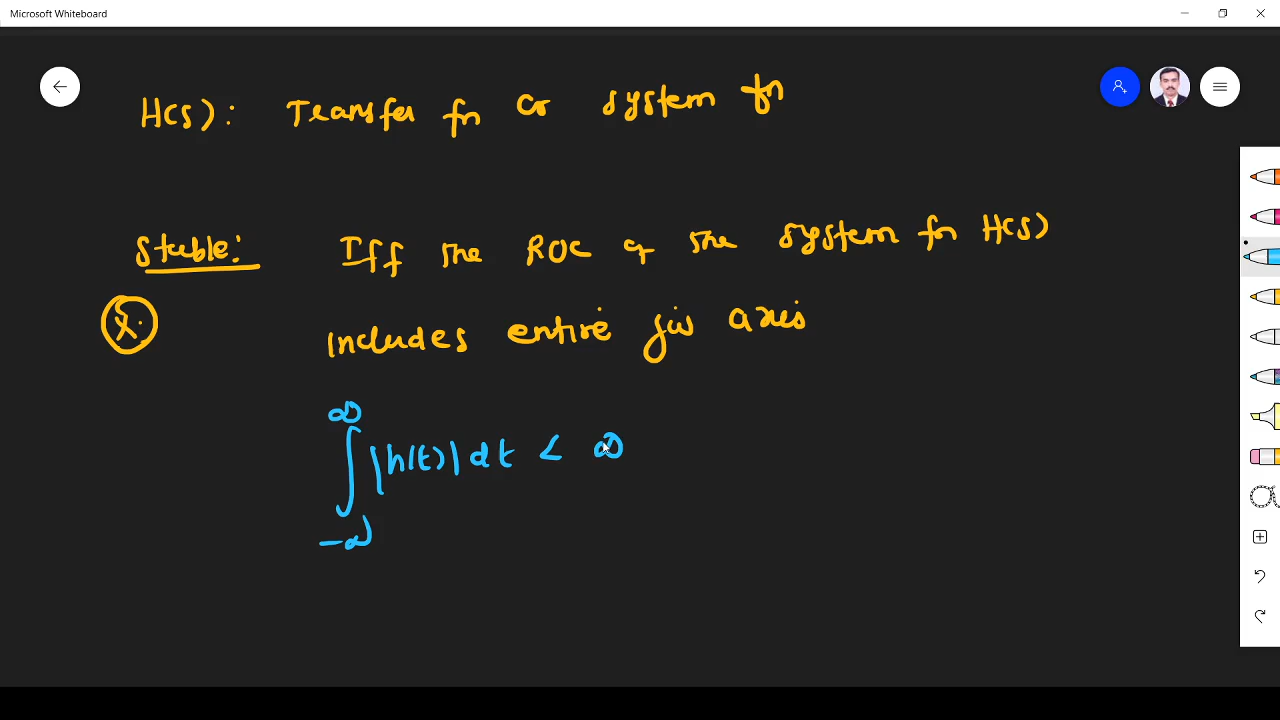 Microsoft Whiteboard
H(s): Transfer fn or system fn
Stable: Iff the ROC of the system fn H(s)
includes entire jω axis
∞
∫ |h(t)| dt < ∞
-∞